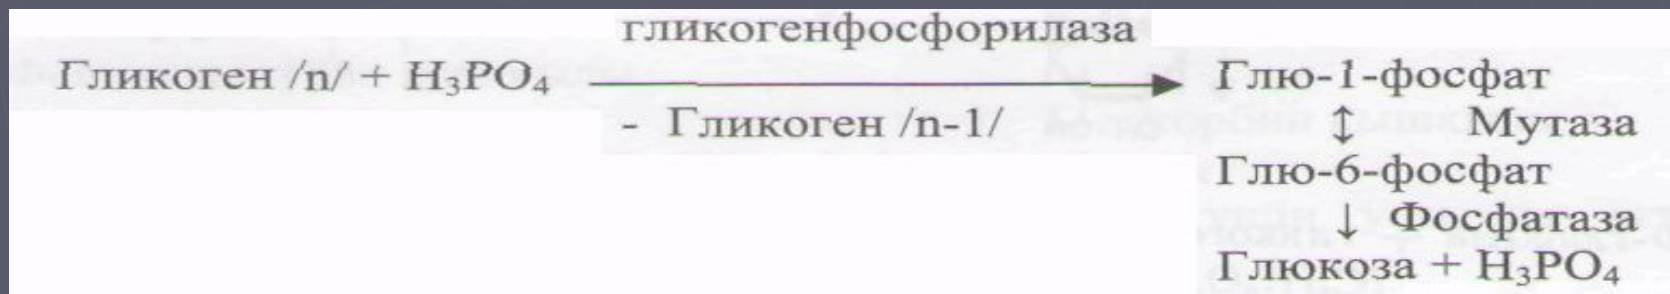 гликогенфосфорилаза
Гликоген /n/ + H₃PO₄ → Глю-1-фосфат
- Гликоген /n-1/
↕ Мутаза
Глю-6-фосфат
↓ Фосфатаза
Глюкоза + H₃PO₄